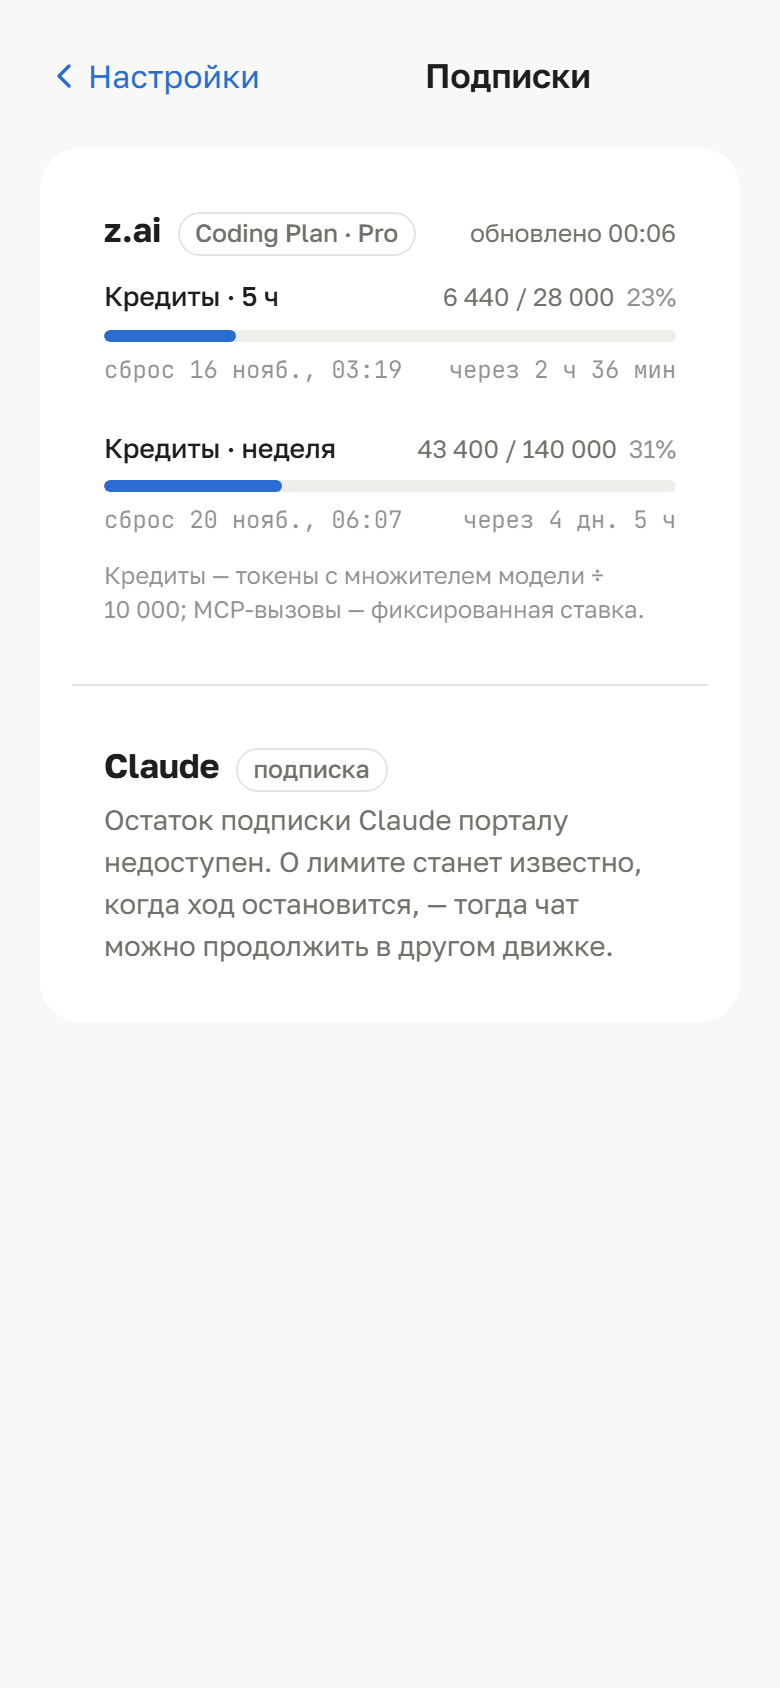 Настройки
Подписки
z.ai Coding Plan · Pro обновлено 00:06
Кредиты · 5 ч 6 440 / 28 000 23%
сброс 16 нояб., 03:19 через 2 ч 36 мин
Кредиты · неделя 43 400 / 140 000 31%
сброс 20 нояб., 06:07 через 4 дн. 5 ч
Кредиты — токены с множителем модели ÷
10 000; MCP-вызовы — фиксированная ставка.
Claude подписка
Остаток подписки Claude порталу
недоступен. О лимите станет известно,
когда ход остановится, — тогда чат
можно продолжить в другом движке.